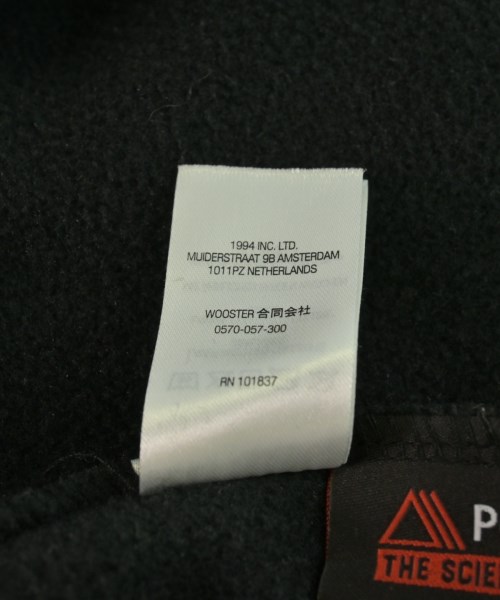 1994 INC. LTD.
MUIDERSTRAAT 9B AMSTERDAM
1011PZ NETHERLANDS
WOOSTER 合同会社
0570-057-300
RN 101837
P
THE SCIE